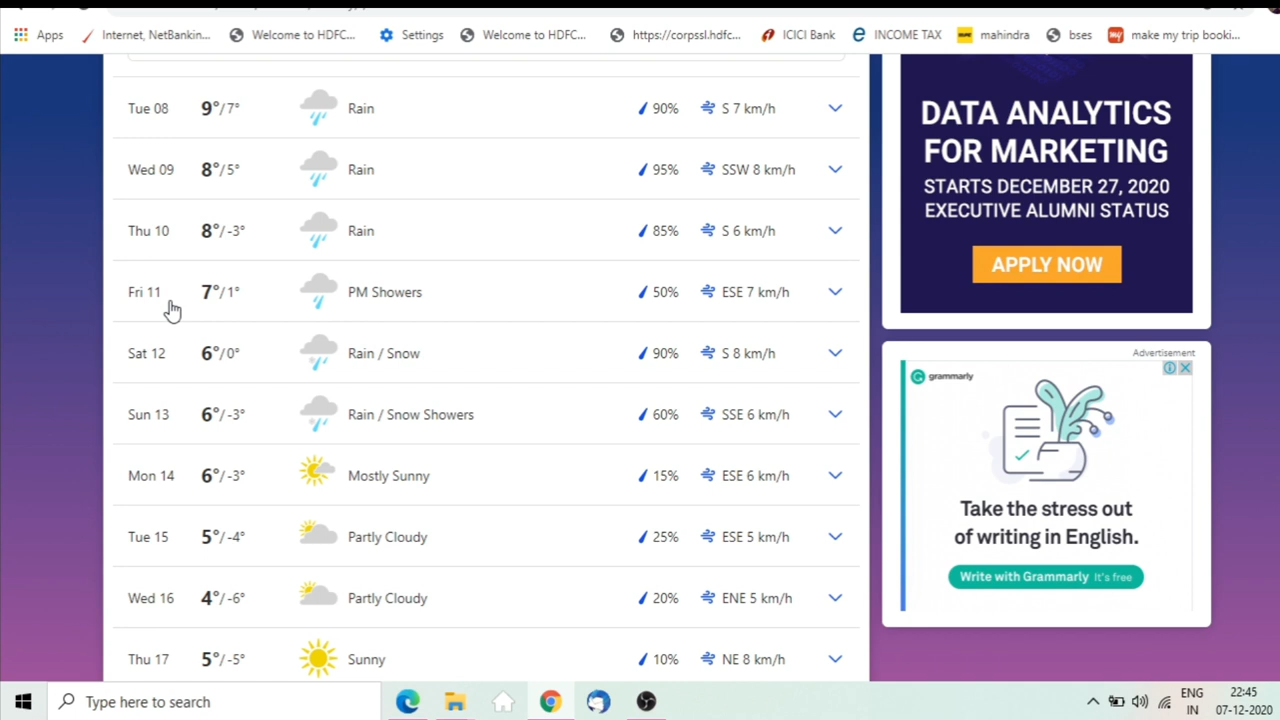 Apps Internet, NetBankin... Welcome to HDFC... Settings Welcome to HDFC... https://corpssl.hdfc... ICICI Bank INCOME TAX mahindra bses make my trip booki...
Tue 08 9°/7° Rain 90% S 7 km/h
Wed 09 8°/5° Rain 95% SSW 8 km/h
Thu 10 8°/-3° Rain 85% S 6 km/h
Fri 11 7°/1° PM Showers 50% ESE 7 km/h
Sat 12 6°/0° Rain / Snow 90% S 8 km/h
Sun 13 6°/-3° Rain / Snow Showers 60% SSE 6 km/h
Mon 14 6°/-3° Mostly Sunny 15% ESE 6 km/h
Tue 15 5°/-4° Partly Cloudy 25% ESE 5 km/h
Wed 16 4°/-6° Partly Cloudy 20% ENE 5 km/h
Thu 17 5°/-5° Sunny 10% NE 8 km/h
DATA ANALYTICS
FOR MARKETING
STARTS DECEMBER 27, 2020
EXECUTIVE ALUMNI STATUS
APPLY NOW
Advertisement
grammarly
Take the stress out
of writing in English.
Write with Grammarly It's free
Type here to search
ENG
IN
22:45
07-12-2020